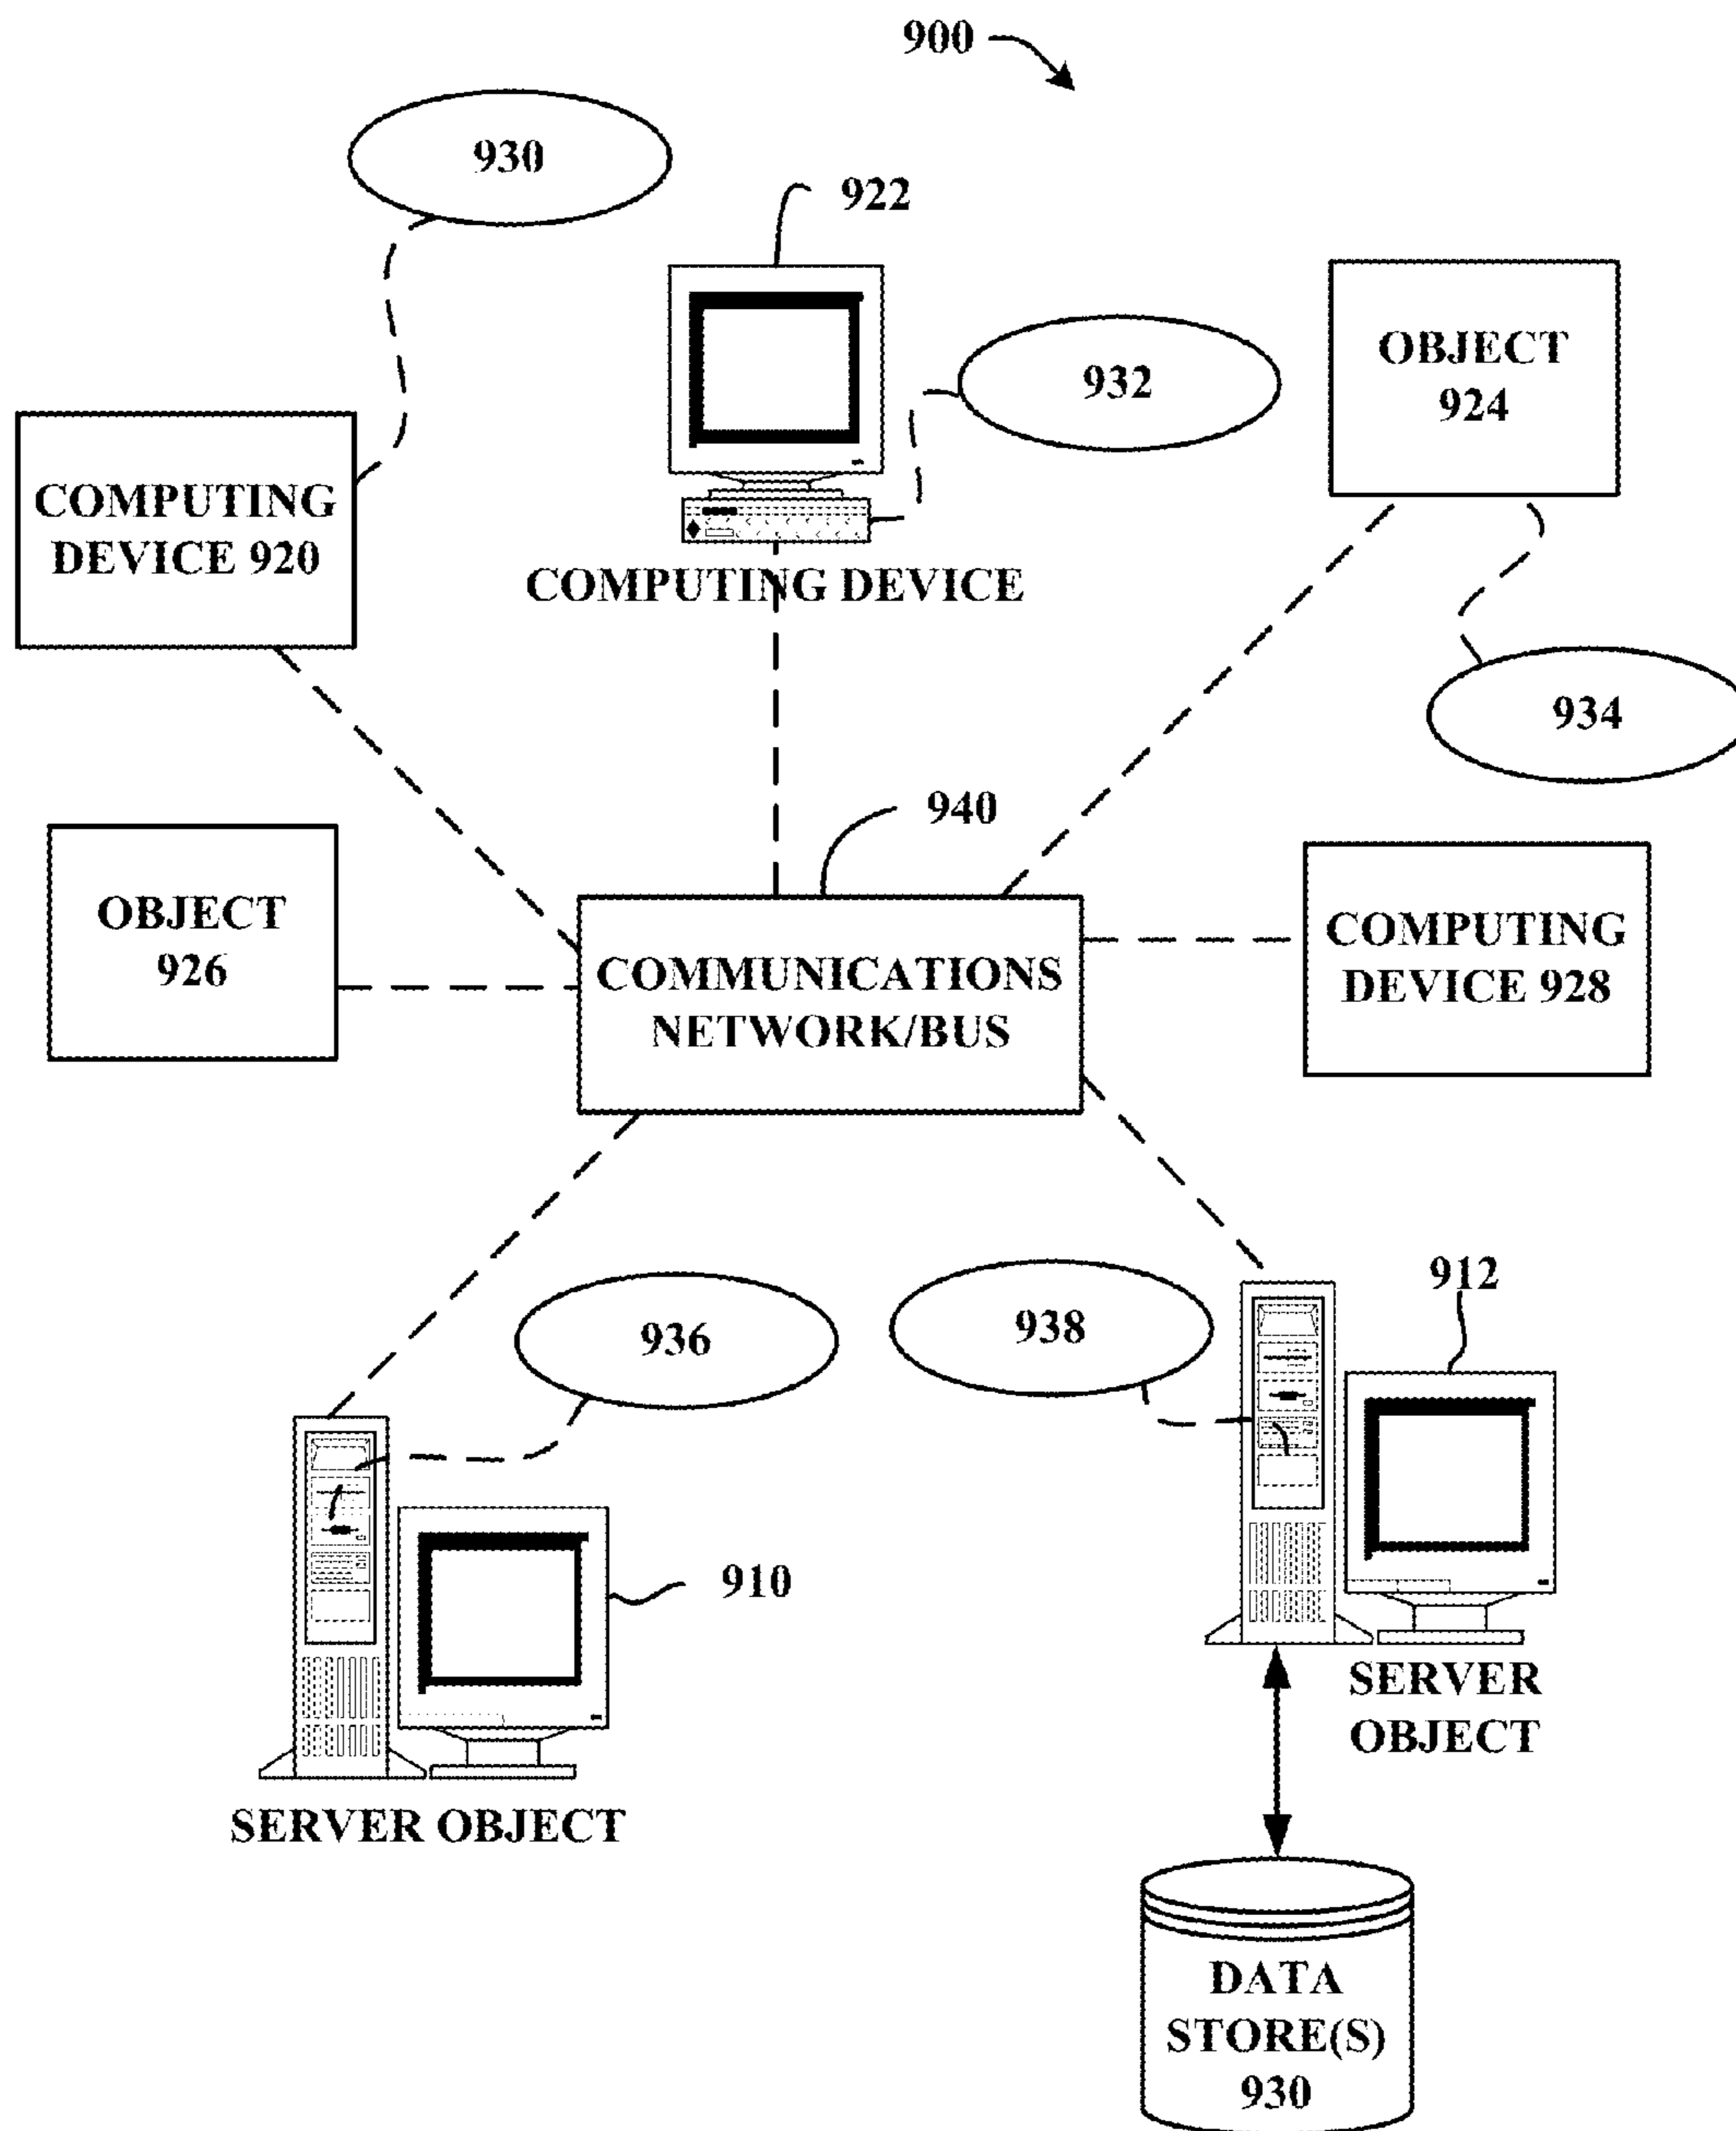 900
930
922
932
OBJECT
924
COMPUTING
DEVICE 920
COMPUTING DEVICE
934
940
OBJECT
926
COMMUNICATIONS
NETWORK/BUS
COMPUTING
DEVICE 928
936
938
912
910
SERVER
OBJECT
SERVER OBJECT
DATA
STORE(S)
930